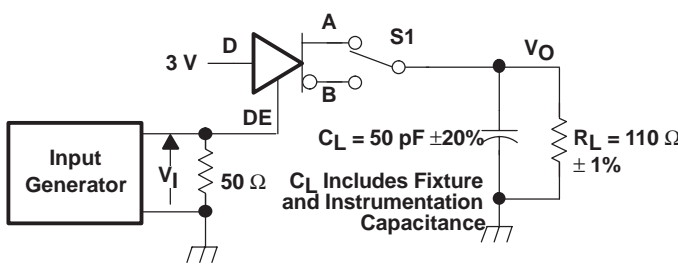 A
S1
VO
D
3 V
B
DE
CL = 50 pF ±20%
RL = 110 Ω
± 1%
Input
Generator
VI
50 Ω
CL Includes Fixture
and Instrumentation
Capacitance